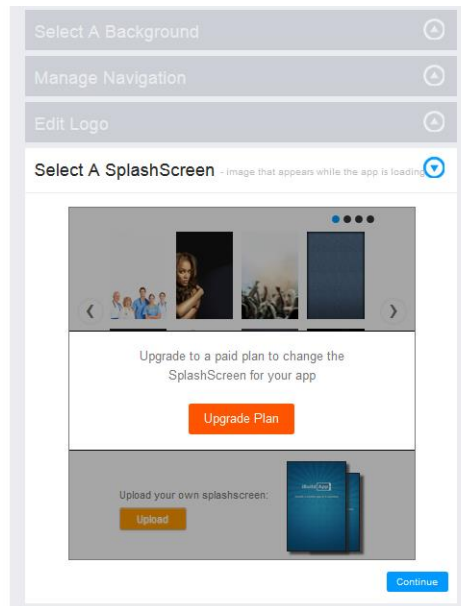 Select A Background
Manage Navigation
Edit Logo
Select A SplashScreen - image that appears while the app is loading
Upgrade to a paid plan to change the
SplashScreen for your app
Upgrade Plan
Upload your own splashscreen:
Upload
Continue